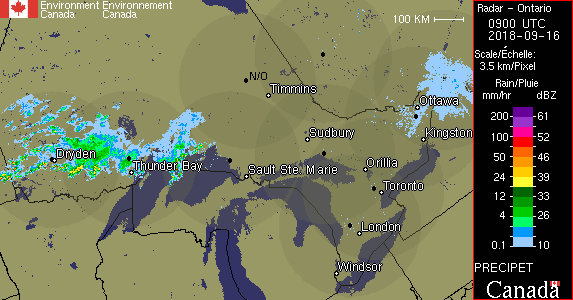 Environment Environnement
Canada Canada
100 KM
N/O
Timmins
Ottawa
Sudbury
Kingston
Dryden
Thunder Bay
Sault Ste. Marie
Orillia
Toronto
London
Windsor
Radar - Ontario
0900 UTC
2018-09-16
Scale/Échelle:
3.5 km/Pixel
Rain/Pluie
mm/hr dBZ
200 61
100 52
50 46
24 39
12 33
4 26
0.1 10
PRECIPET
Canada